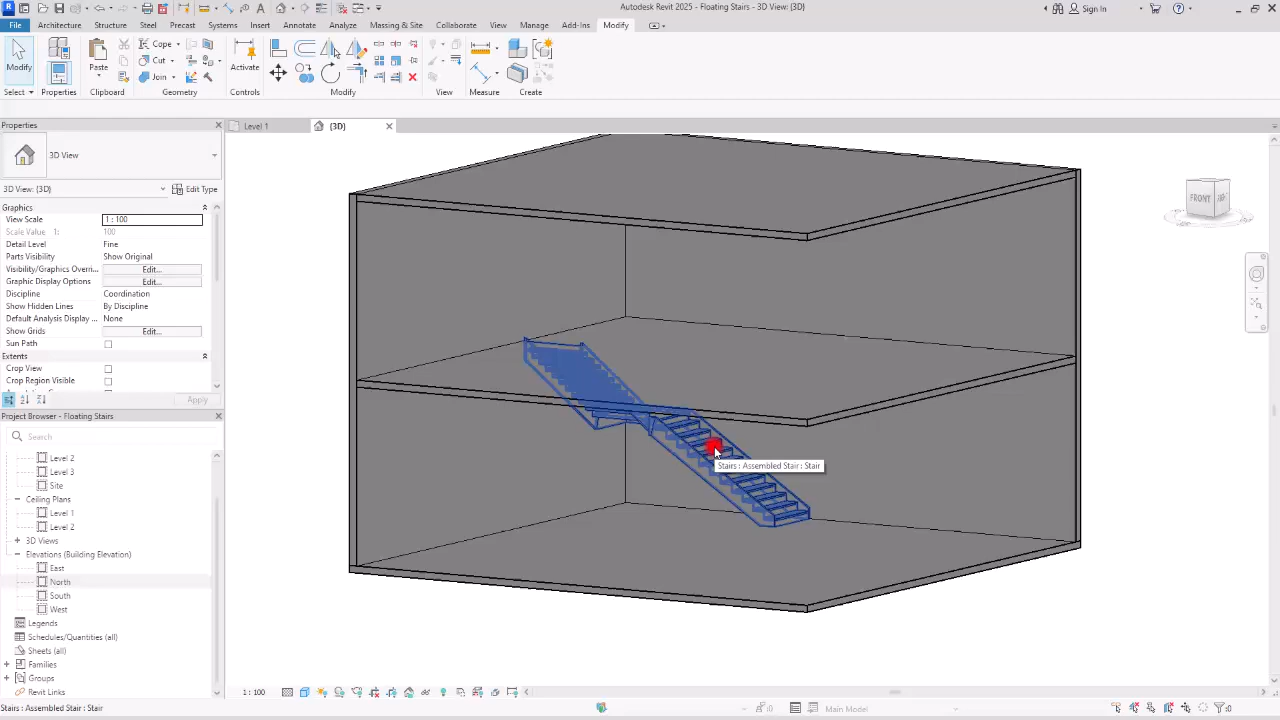 Autodesk Revit 2025 - Floating Stairs - 3D View: {3D}
Sign In
File Architecture Structure Steel Precast Systems Insert Annotate Analyze Massing & Site Collaborate View Manage Add-Ins Modify
Modify
Select
Properties
Paste
Clipboard
Cope
Cut
Join
Geometry
Activate
Controls
Modify
View
Measure
Create
Properties
Level 1
{3D}
3D View
3D View: {3D}
Edit Type
Graphics
View Scale 1 : 100
Scale Value 1: 100
Detail Level Fine
Parts Visibility Show Original
Visibility/Graphics Overri... Edit...
Graphic Display Options Edit...
Discipline Coordination
Show Hidden Lines By Discipline
Default Analysis Display ... None
Show Grids Edit...
Sun Path
Extents
Crop View
Crop Region Visible
Apply
Project Browser - Floating Stairs
Search
Level 2
Level 3
Site
Ceiling Plans
Level 1
Level 2
3D Views
Elevations (Building Elevation)
East
North
South
West
Legends
Schedules/Quantities (all)
Sheets (all)
Families
Groups
Revit Links
FRONT
Stairs : Assembled Stair : Stair
1 : 100
Stairs : Assembled Stair : Stair
:0
Main Model
:0